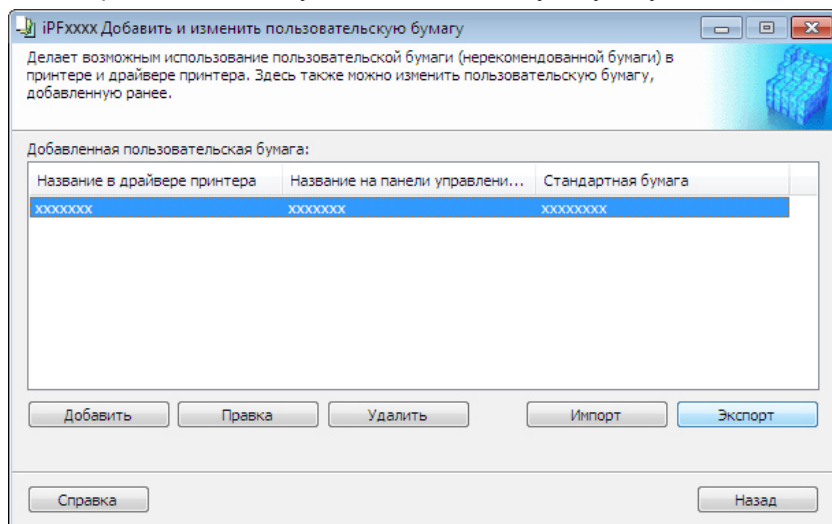 iPFxxxx Добавить и изменить пользовательскую бумагу
Делает возможным использование пользовательской бумаги (нерекомендованной бумаги) в
принтере и драйвере принтера. Здесь также можно изменить пользовательскую бумагу,
добавленную ранее.
Добавленная пользовательская бумага:
Название в драйвере принтера Название на панели управлени... Стандартная бумага
xxxxxxx xxxxxxx xxxxxxxx
Добавить Правка Удалить Импорт Экспорт
Справка Назад